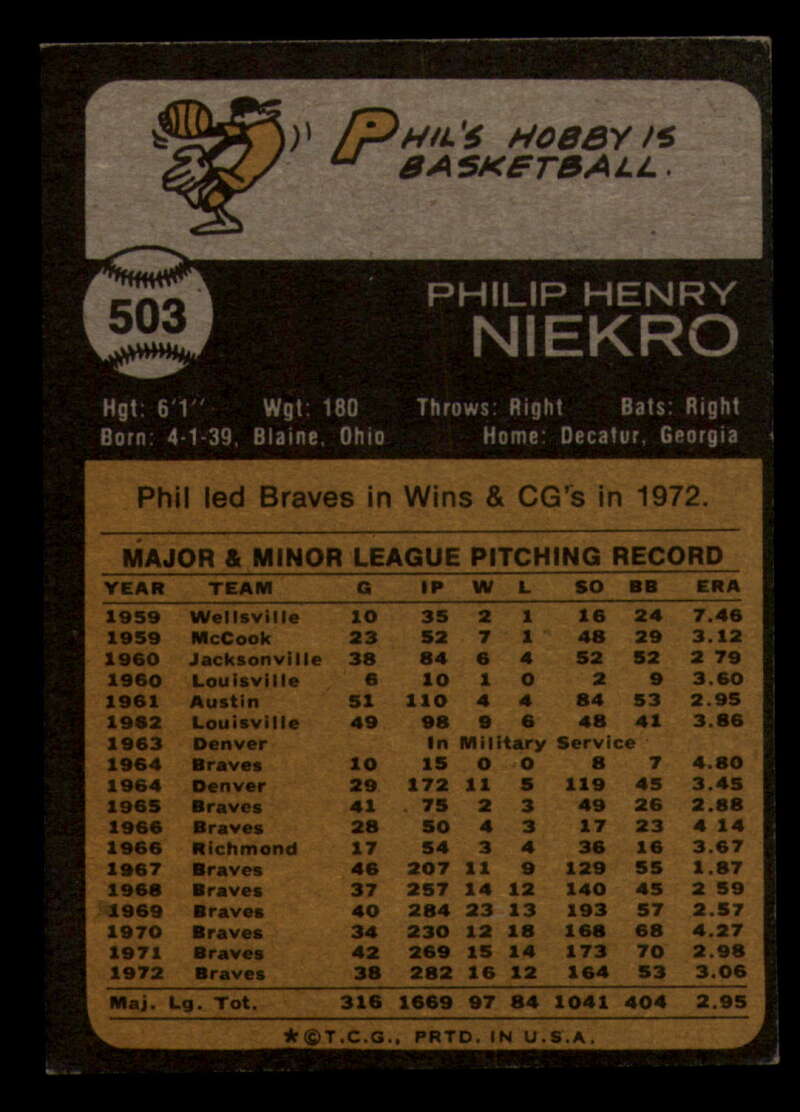 PHIL'S HOBBY IS
BASKETBALL.
503
PHILIP HENRY
NIEKRO
Hgt: 6'1" Wgt: 180 Throws: Right Bats: Right
Born: 4-1-39, Blaine, Ohio Home: Decatur, Georgia
Phil led Braves in Wins & CG's in 1972.
MAJOR & MINOR LEAGUE PITCHING RECORD
YEAR TEAM G IP W L SO BB ERA
1959 Wellsville 10 35 2 1 16 24 7.46
1959 McCook 23 52 7 1 48 29 3.12
1960 Jacksonville 38 84 6 4 52 52 2 79
1960 Louisville 6 10 1 0 2 9 3.60
1961 Austin 51 110 4 4 84 53 2.95
1962 Louisville 49 98 9 6 48 41 3.86
1963 Denver In Military Service
1964 Braves 10 15 0 0 8 7 4.80
1964 Denver 29 172 11 5 119 45 3.45
1965 Braves 41 75 2 3 49 26 2.88
1966 Braves 28 50 4 3 17 23 4 14
1966 Richmond 17 54 3 4 36 16 3.67
1967 Braves 46 207 11 9 129 55 1.87
1968 Braves 37 257 14 12 140 45 2 59
1969 Braves 40 284 23 13 193 57 2.57
1970 Braves 34 230 12 18 168 68 4.27
1971 Braves 42 269 15 14 173 70 2.98
1972 Braves 38 282 16 12 164 53 3.06
Maj. Lg. Tot. 316 1669 97 84 1041 404 2.95
*©T.C.G., PRTD. IN U.S.A.